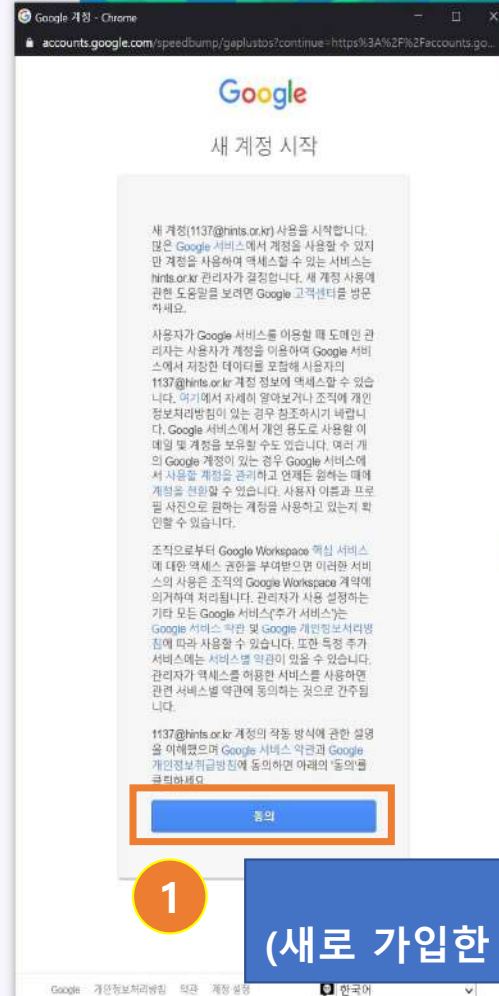 Google 계정 - Chrome
accounts.google.com/speedbump/gaplustos?continue=https%3A%2F%2Faccounts.go...
Google
새 계정 시작
새 계정(1137@hints.or.kr) 사용을 시작합니다.
많은 Google 서비스에서 계정을 사용할 수 있지
만 계정을 사용하여 액세스할 수 있는 서비스는
hints.or.kr 관리자가 결정합니다. 새 계정 사용에
관한 도움말을 보려면 Google 고객센터를 방문
하세요.
사용자가 Google 서비스를 이용할 때 도메인 관
리자는 사용자가 계정을 이용하여 Google 서비
스에서 저장한 데이터를 포함해 사용자의
1137@hints.or.kr 계정 정보에 액세스할 수 있습
니다. 여기에서 자세히 알아보거나 조직에 개인
정보처리방침이 있는 경우 참조하시기 바랍니
다. Google 서비스에서 개인 용도로 사용할 이
메일 및 계정을 보유할 수도 있습니다. 여러 개
의 Google 계정이 있는 경우 Google 서비스에
서 사용할 계정을 관리하고 언제든 원하는 때에
계정을 전환할 수 있습니다. 사용자 이름과 프로
필 사진으로 원하는 계정을 사용하고 있는지 확
인할 수 있습니다.
조직으로부터 Google Workspace 핵심 서비스
에 대한 액세스 권한을 부여받으면 이러한 서비
스의 사용은 조직의 Google Workspace 계약에
의거하여 처리됩니다. 관리자가 사용 설정하는
기타 모든 Google 서비스('추가 서비스')는
Google 서비스 약관 및 Google 개인정보처리방
침에 따라 사용할 수 있습니다. 또한 특정 추가
서비스에는 서비스별 약관이 있을 수 있습니다.
관리자가 액세스를 허용한 서비스를 사용하면
관련 서비스별 약관에 동의하는 것으로 간주됩
니다.
1137@hints.or.kr 계정의 작동 방식에 관한 설명
을 이해했으며 Google 서비스 약관과 Google
개인정보취급방침에 동의하면 아래의 '동의'를
클릭하세요
동의
1
(새로 가입한
Google 개인정보처리방침 약관 계정 설정
한국어